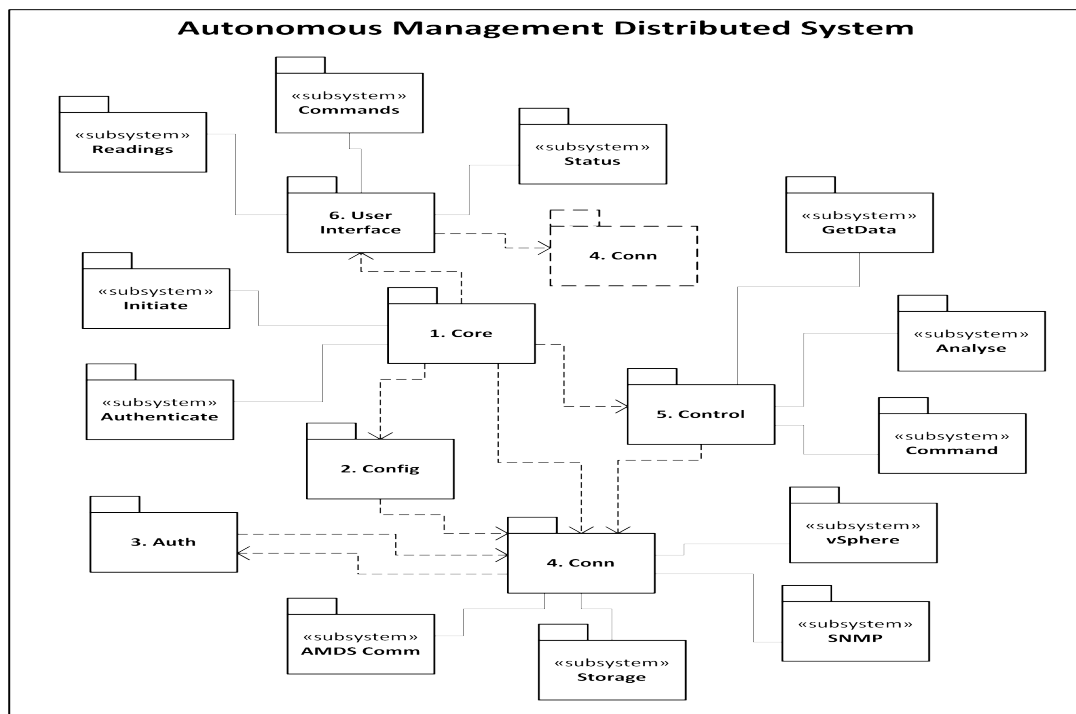 Autonomous Management Distributed System
«subsystem»
Commands
«subsystem»
Readings
«subsystem»
Status
6. User
Interface
«subsystem»
GetData
4. Conn
«subsystem»
Initiate
1. Core
«subsystem»
Analyse
«subsystem»
Authenticate
5. Control
«subsystem»
Command
2. Config
3. Auth
«subsystem»
vSphere
4. Conn
«subsystem»
AMDS Comm
«subsystem»
SNMP
«subsystem»
Storage